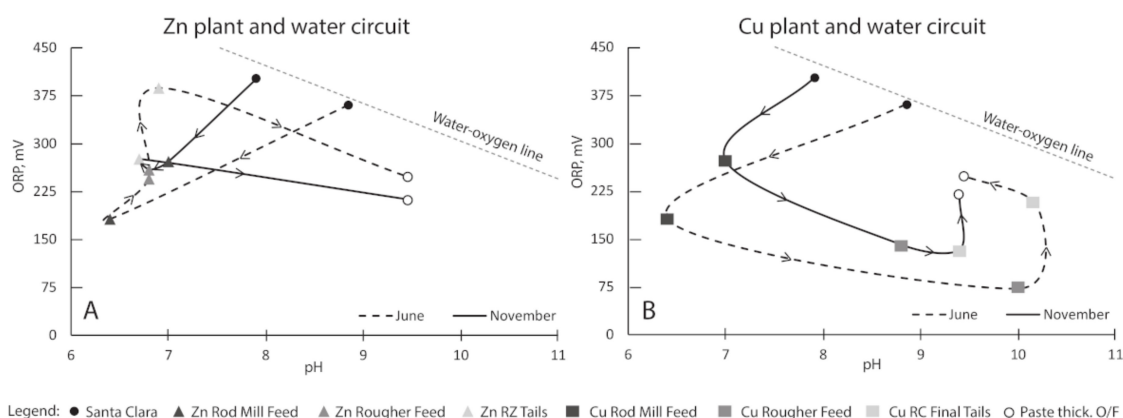 Zn plant and water circuit
450
375
300
225
150
75
0
ORP, mV
6
7
8
9
10
11
pH
Water-oxygen line
A
June
November
Cu plant and water circuit
450
375
300
225
150
75
0
ORP, mV
6
7
8
9
10
11
pH
Water-oxygen line
B
June
November
Legend: Santa Clara Zn Rod Mill Feed Zn Rougher Feed Zn RZ Tails Cu Rod Mill Feed Cu Rougher Feed Cu RC Final Tails Paste thick. O/F